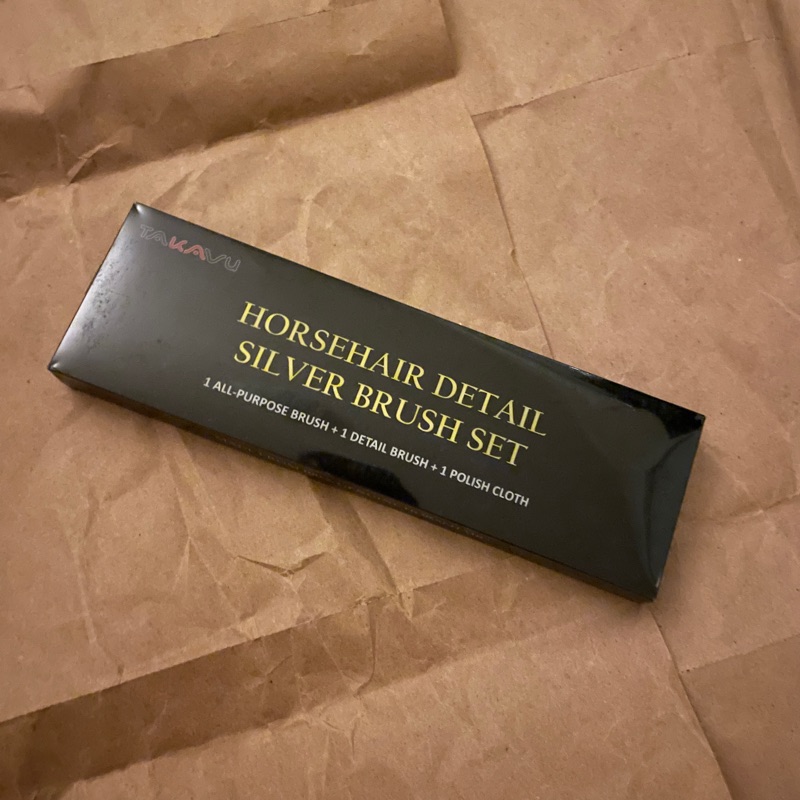 TAKAVU
HORSEHAIR DETAIL
SILVER BRUSH SET
1 ALL-PURPOSE BRUSH + 1 DETAIL BRUSH + 1 POLISH CLOTH